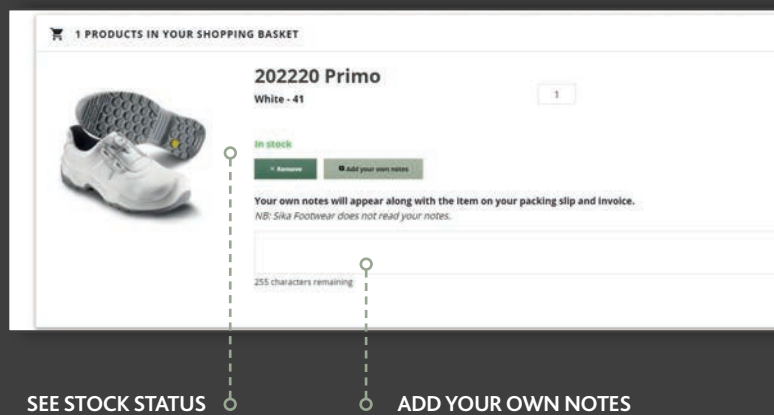 1 PRODUCTS IN YOUR SHOPPING BASKET
202220 Primo
White - 41
1
In stock
× Remove
Add your own notes
Your own notes will appear along with the item on your packing slip and invoice.
NB: Sika Footwear does not read your notes.
255 characters remaining
SEE STOCK STATUS
ADD YOUR OWN NOTES